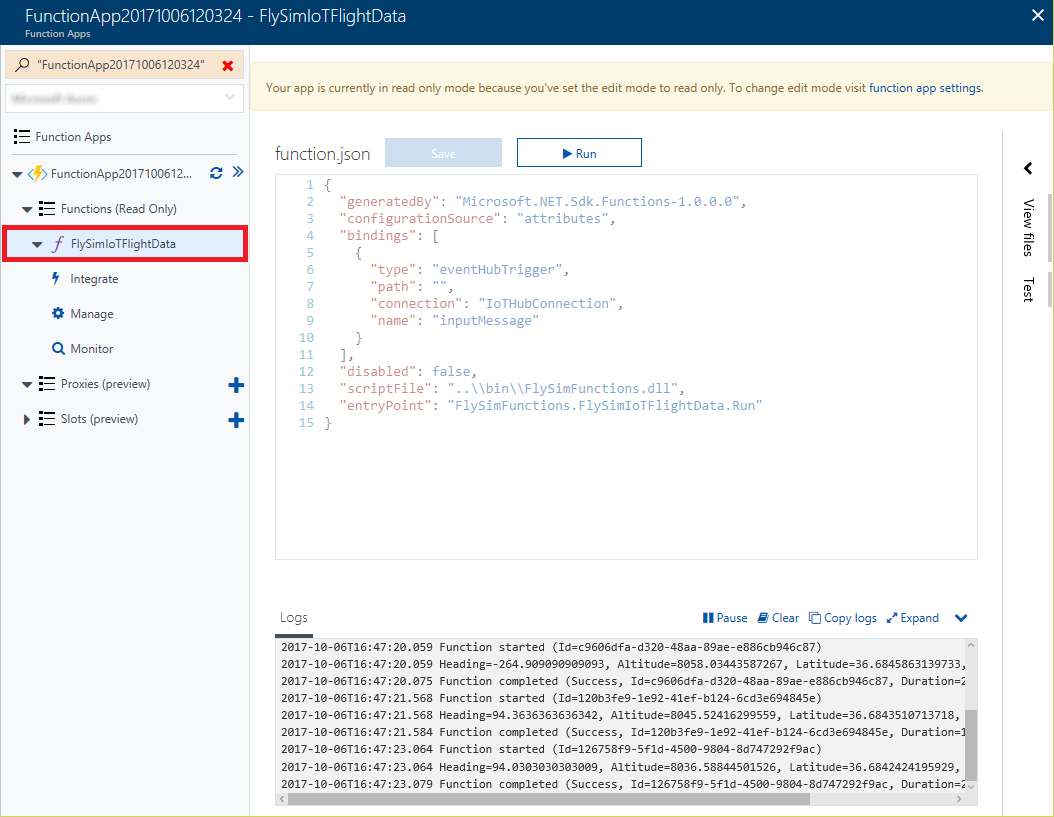 FunctionApp20171006120324 - FlySimIoTFlightData
Function Apps
"FunctionApp20171006120324"
Function Apps
FunctionApp2017100612...
Functions (Read Only)
FlySimIoTFlightData
Integrate
Manage
Monitor
Proxies (preview)
Slots (preview)
Your app is currently in read only mode because you've set the edit mode to read only. To change edit mode visit function app settings.
function.json
Save
Run
1 {
2 "generatedBy": "Microsoft.NET.Sdk.Functions-1.0.0.0",
3 "configurationSource": "attributes",
4 "bindings": [
5 {
6 "type": "eventHubTrigger",
7 "path": "",
8 "connection": "IoTHubConnection",
9 "name": "inputMessage"
10 }
11 ],
12 "disabled": false,
13 "scriptFile": "..\\bin\\FlySimFunctions.dll",
14 "entryPoint": "FlySimFunctions.FlySimIoTFlightData.Run"
15 }
View files
Test
Logs
Pause
Clear
Copy logs
Expand
2017-10-06T16:47:20.059 Function started (Id=c9606dfa-d320-48aa-89ae-e886cb946c87)
2017-10-06T16:47:20.059 Heading=-264.909090909093, Altitude=8058.03443587267, Latitude=36.6845863139733,
2017-10-06T16:47:20.075 Function completed (Success, Id=c9606dfa-d320-48aa-89ae-e886cb946c87, Duration=2
2017-10-06T16:47:21.568 Function started (Id=120b3fe9-1e92-41ef-b124-6cd3e694845e)
2017-10-06T16:47:21.568 Heading=94.3636363636342, Altitude=8045.52416299559, Latitude=36.6843510713718,
2017-10-06T16:47:21.584 Function completed (Success, Id=120b3fe9-1e92-41ef-b124-6cd3e694845e, Duration=1
2017-10-06T16:47:23.064 Function started (Id=126758f9-5f1d-4500-9804-8d747292f9ac)
2017-10-06T16:47:23.064 Heading=94.0303030303009, Altitude=8036.58844501526, Latitude=36.6842424195929,
2017-10-06T16:47:23.079 Function completed (Success, Id=126758f9-5f1d-4500-9804-8d747292f9ac, Duration=2